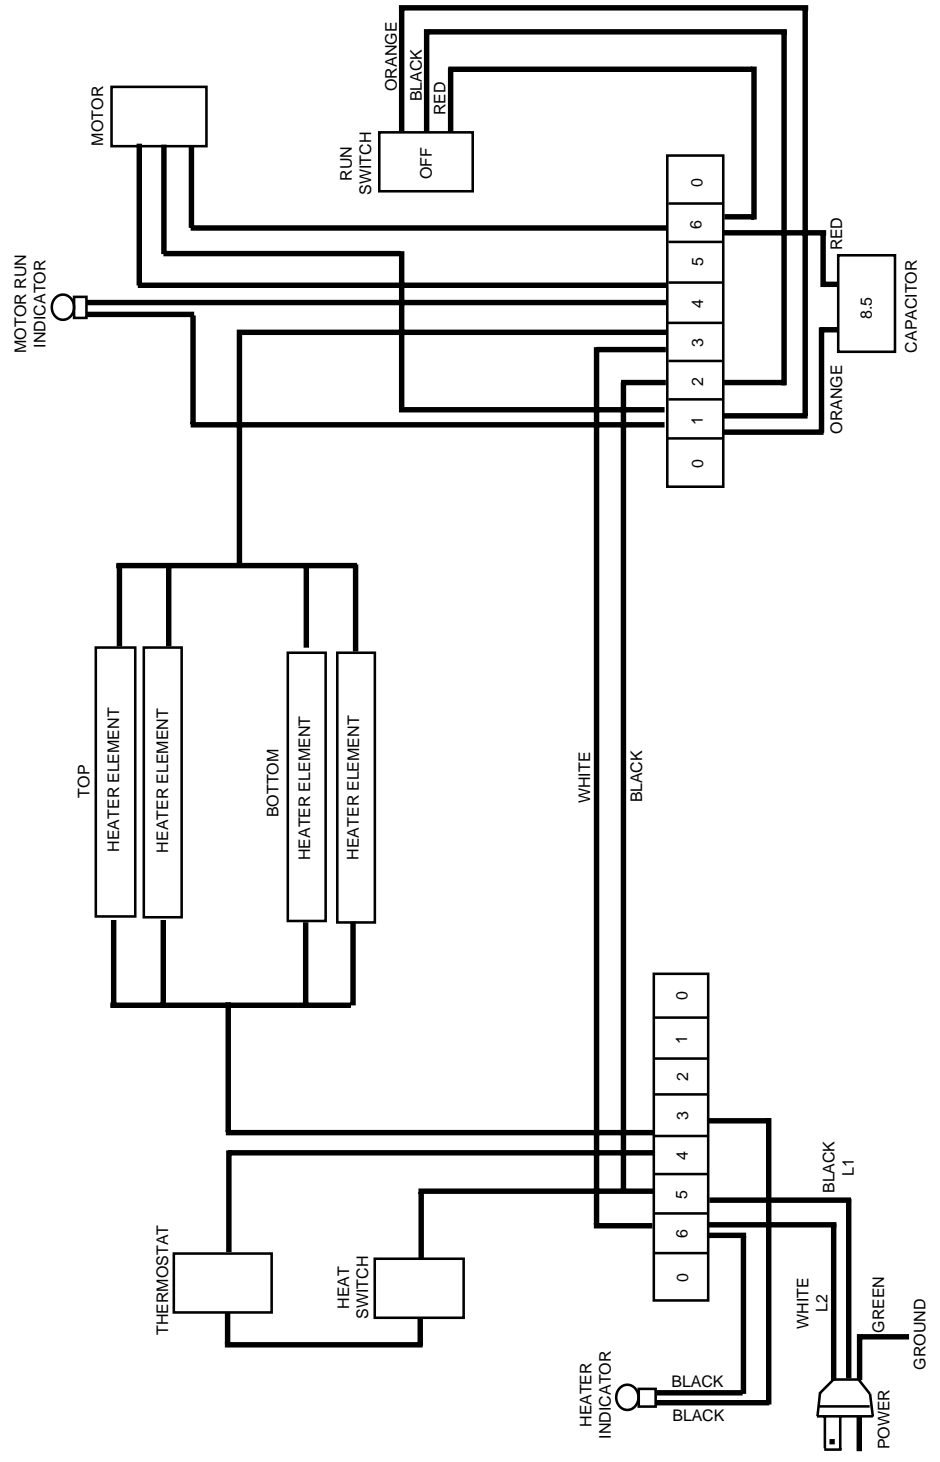 MOTOR RUN
INDICATOR
MOTOR
ORANGE
BLACK
RED
RUN
SWITCH
OFF
0
6
5
4
3
2
1
0
RED
8.5
CAPACITOR
ORANGE
TOP
HEATER ELEMENT
HEATER ELEMENT
BOTTOM
HEATER ELEMENT
HEATER ELEMENT
WHITE
BLACK
0
1
2
3
4
5
6
0
THERMOSTAT
HEAT
SWITCH
BLACK
L1
WHITE
L2
GREEN
GROUND
HEATER
INDICATOR
BLACK
BLACK
POWER